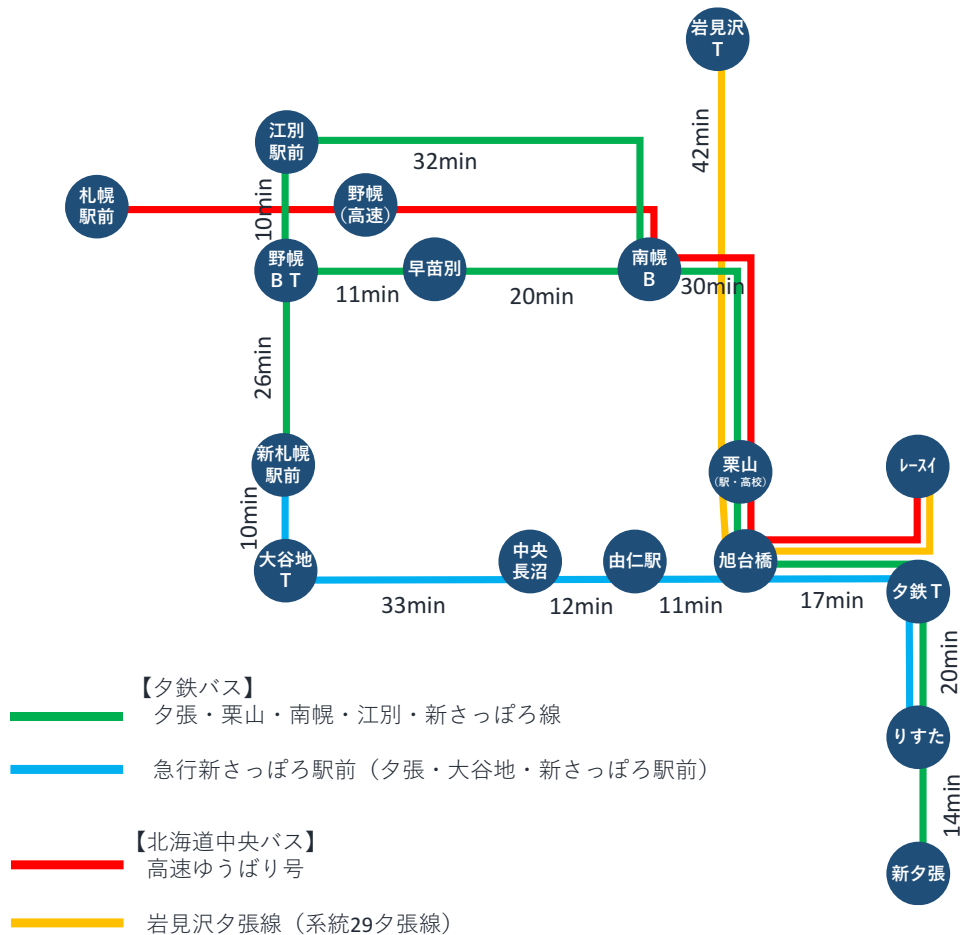 岩見沢
T
42min
江別
駅前
32min
札幌
駅前
野幌
(高速)
10min
野幌
ＢＴ
11min
早苗別
20min
南幌
B
30min
26min
新札幌
駅前
栗山
(駅・高校)
ﾚｰｽｲ
10min
大谷地
T
33min
中央
長沼
12min
由仁駅
11min
旭台橋
17min
夕鉄Ｔ
20min
りすた
14min
新夕張
【夕鉄バス】
夕張・栗山・南幌・江別・新さっぽろ線
急行新さっぽろ駅前（夕張・大谷地・新さっぽろ駅前）
【北海道中央バス】
高速ゆうばり号
岩見沢夕張線（系統29夕張線）